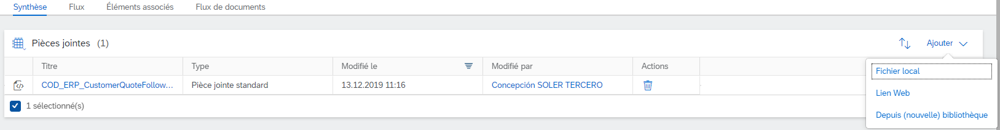 Synthèse Flux Éléments associés Flux de documents
Pièces jointes (1) Ajouter
Titre Type Modifié le Modifié par Actions
COD_ERP_CustomerQuoteFollow... Pièce jointe standard 13.12.2019 11:16 Concepción SOLER TERCERO
1 sélectionné(s)
Fichier local
Lien Web
Depuis (nouvelle) bibliothèque